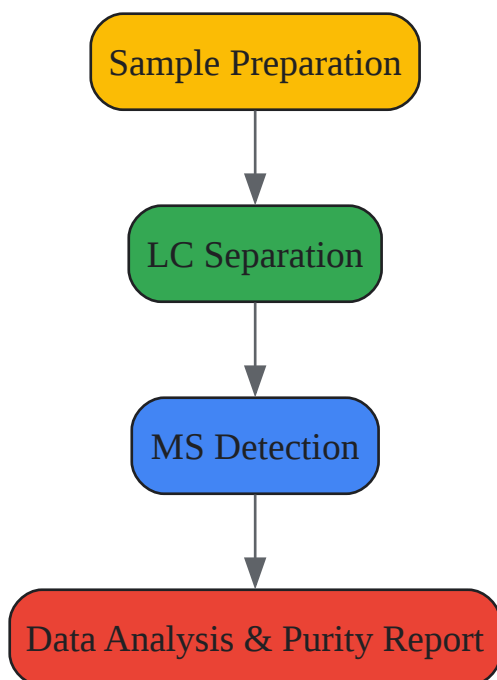 Sample Preparation
LC Separation
MS Detection
Data Analysis & Purity Report